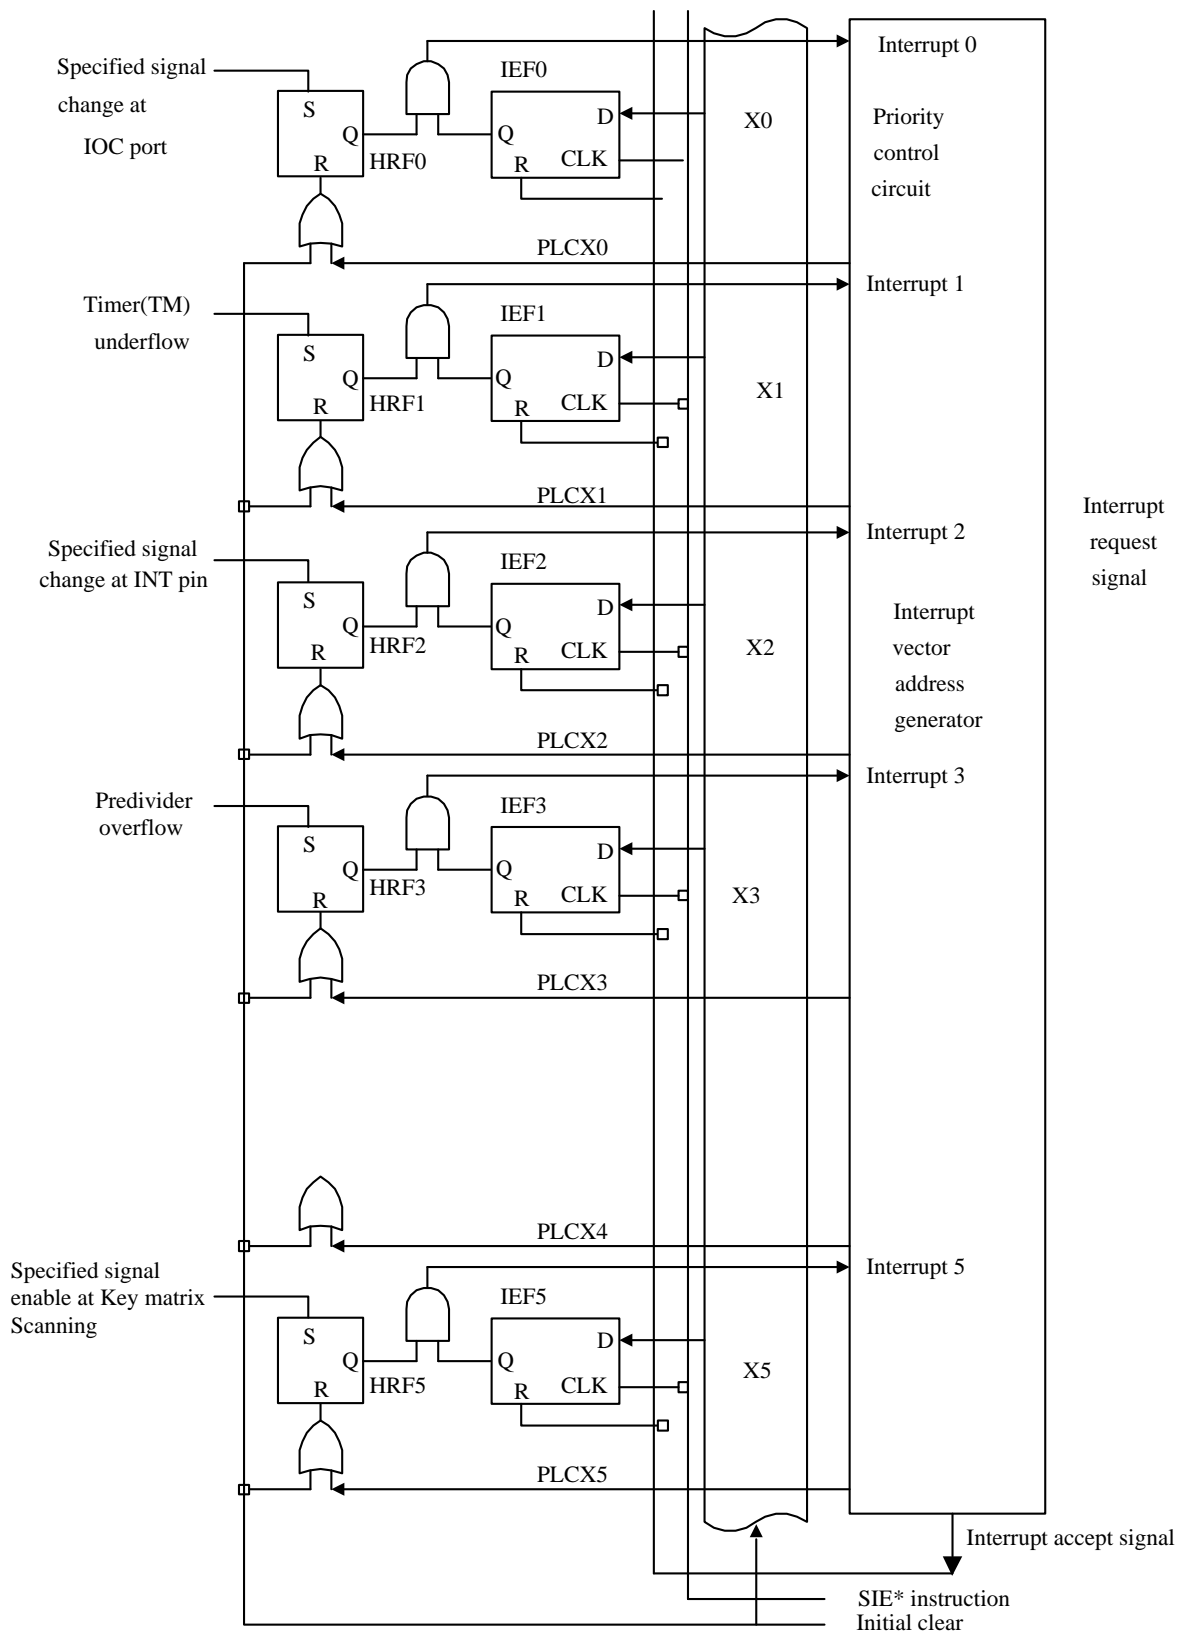 Interrupt 0
Specified signal
change at
IOC port
IEF0
S
Q
R
HRF0
Q
D
CLK
R
X0
Priority
control
circuit
PLCX0
Interrupt 1
Timer(TM)
underflow
IEF1
S
Q
R
HRF1
Q
D
CLK
R
X1
PLCX1
Interrupt
request
signal
Interrupt 2
Specified signal
change at INT pin
IEF2
S
Q
R
HRF2
Q
D
CLK
R
X2
Interrupt
vector
address
generator
PLCX2
Interrupt 3
Predivider
overflow
IEF3
S
Q
R
HRF3
Q
D
CLK
R
X3
PLCX3
PLCX4
Interrupt 5
Specified signal
enable at Key matrix
Scanning
IEF5
S
Q
R
HRF5
Q
D
CLK
R
X5
PLCX5
Interrupt accept signal
SIE* instruction
Initial clear